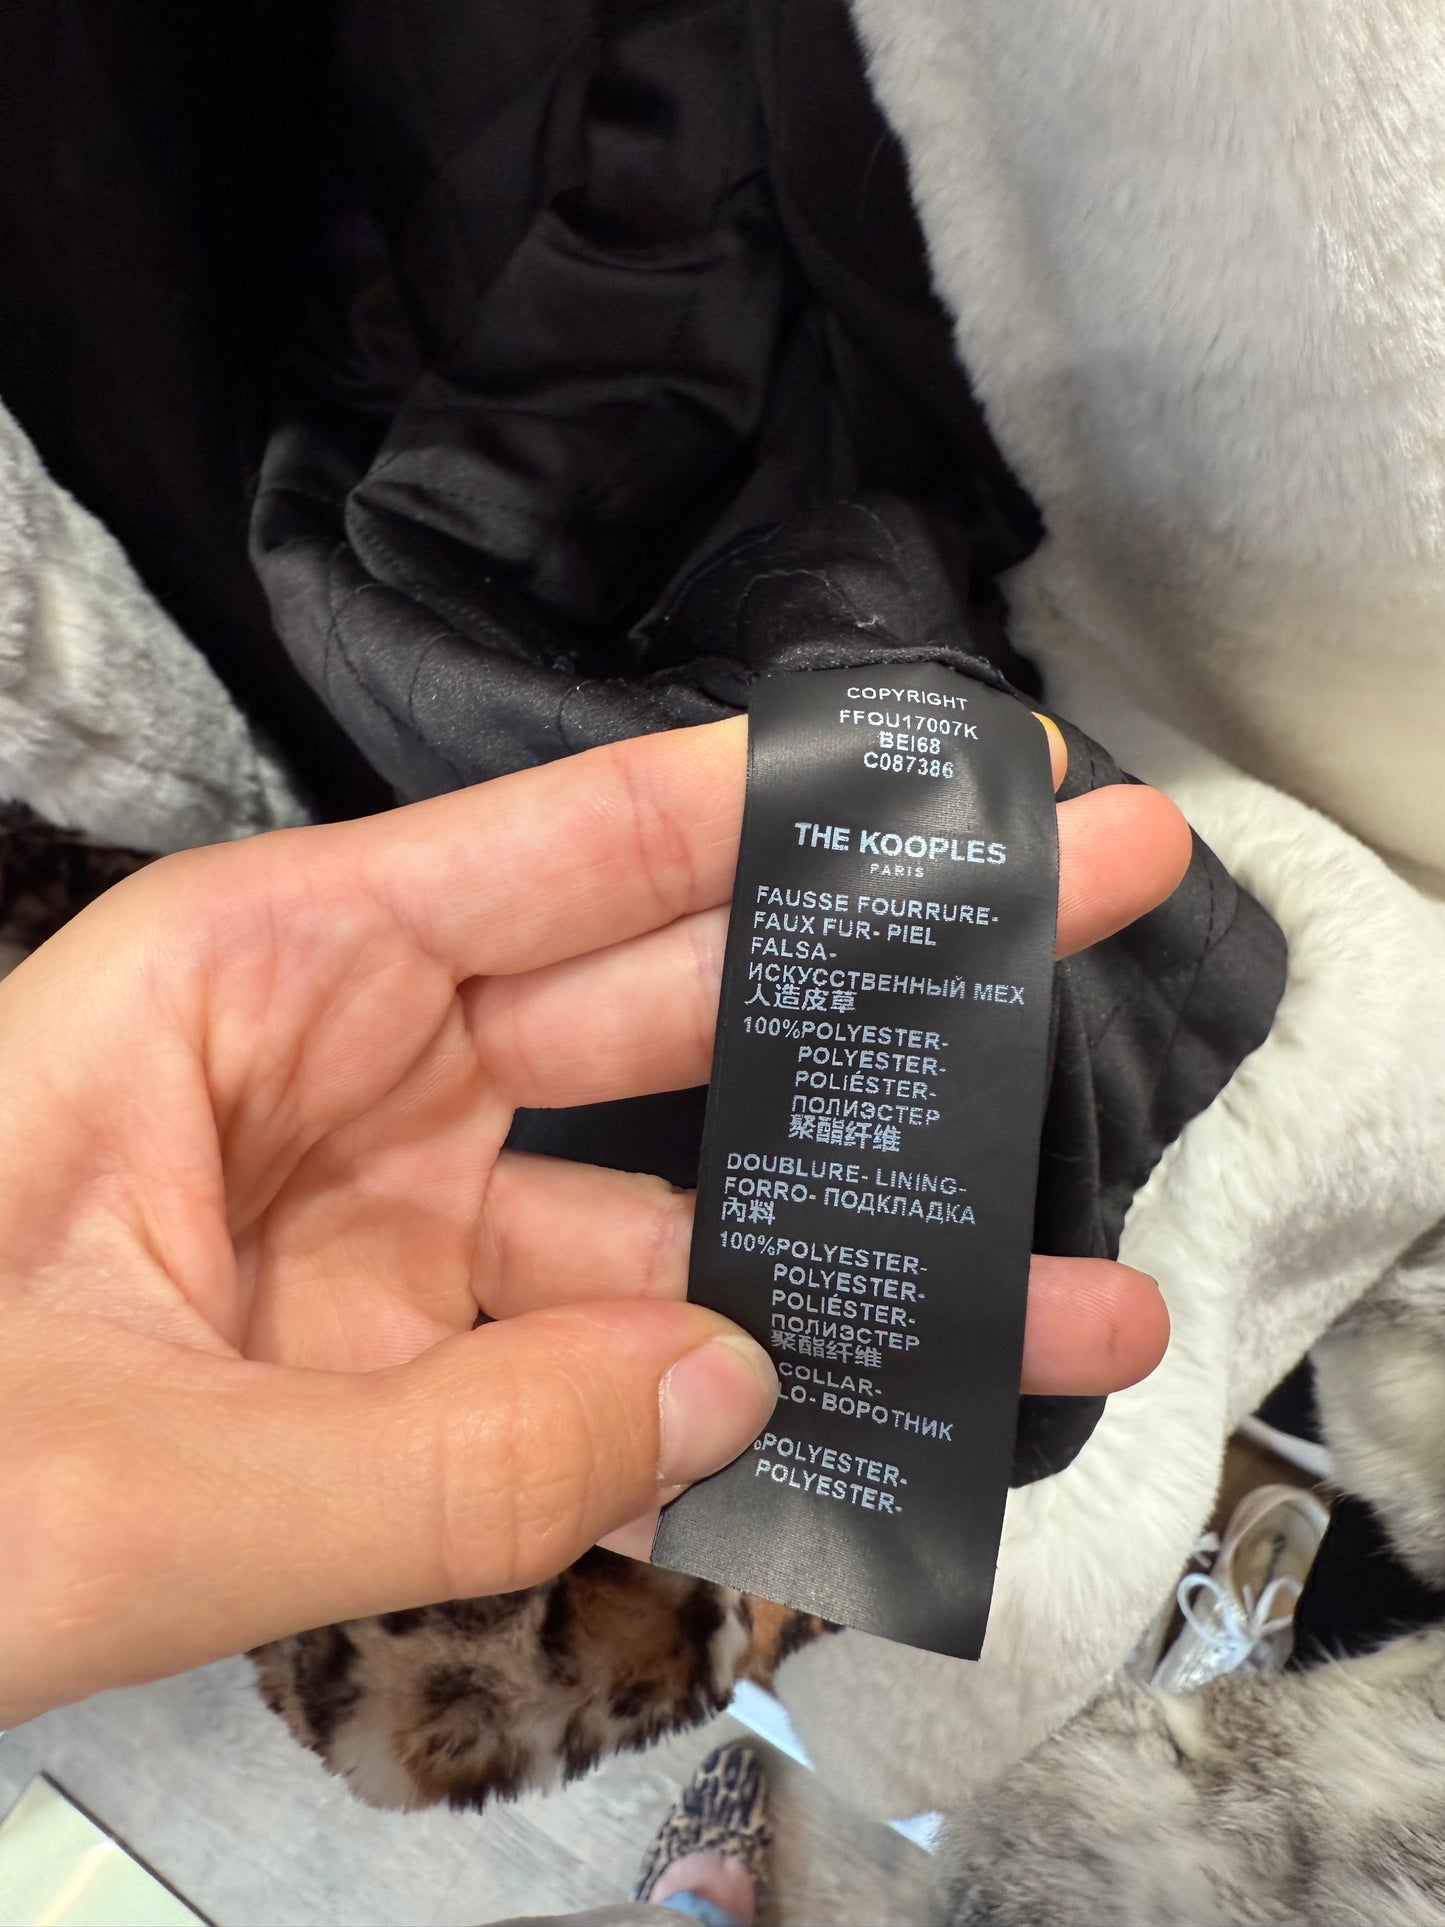 COPYRIGHT
FFOU17007K
BEI68
C087386
THE KOOPLES
PARIS
FAUSSE FOURRURE-
FAUX FUR- PIEL
FALSA-
ИСКУССТВЕННЫЙ МЕХ
人造皮草
100%POLYESTER-
POLYESTER-
POLIÉSTER-
ПОЛИЭСТЕР
聚酯纤维
DOUBLURE- LINING-
FORRO- ПОДКЛАДКА
内料
100%POLYESTER-
POLYESTER-
POLIÉSTER-
ПОЛИЭСТЕР
聚酯纤维
COLLAR-
LO- ВОРОТНИК
%POLYESTER-
POLYESTER-